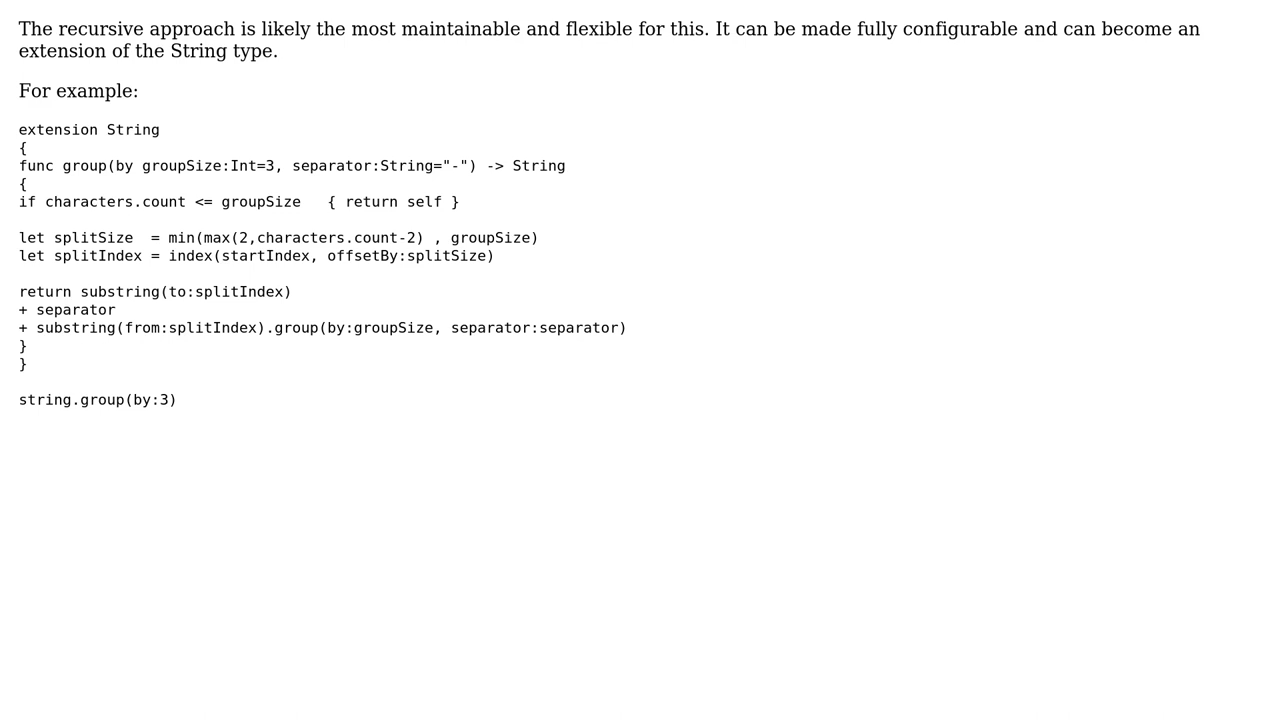 The recursive approach is likely the most maintainable and flexible for this. It can be made fully configurable and can become an
extension of the String type.
For example:
extension String
{
func group(by groupSize:Int=3, separator:String="-") -> String
{
if characters.count <= groupSize   { return self }
let splitSize  = min(max(2,characters.count-2) , groupSize)
let splitIndex = index(startIndex, offsetBy:splitSize)
return substring(to:splitIndex)
+ separator
+ substring(from:splitIndex).group(by:groupSize, separator:separator)
}
}
string.group(by:3)